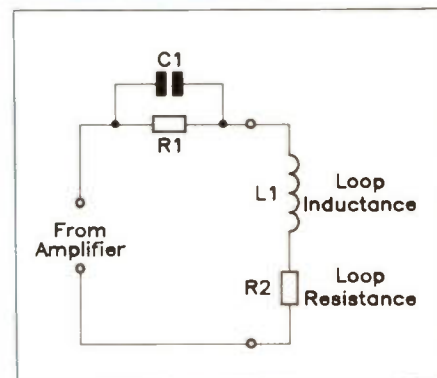 C1
R1
L1
Loop
Inductance
From
Amplifier
R2
Loop
Resistance